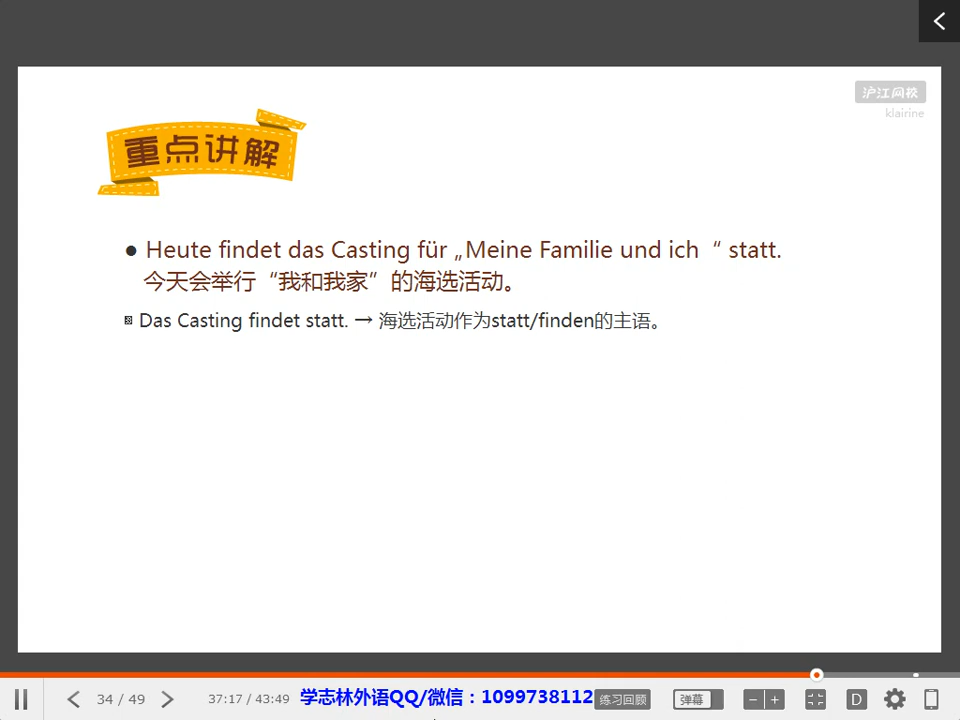 沪江网校
klairine
重点讲解
● Heute findet das Casting für „Meine Familie und ich “ statt.
今天会举行“我和我家”的海选活动。
Das Casting findet statt. → 海选活动作为statt/finden的主语。
34 / 49
37:17 / 43:49
学志林外语QQ/微信：1099738112
练习回顾
弹幕
D